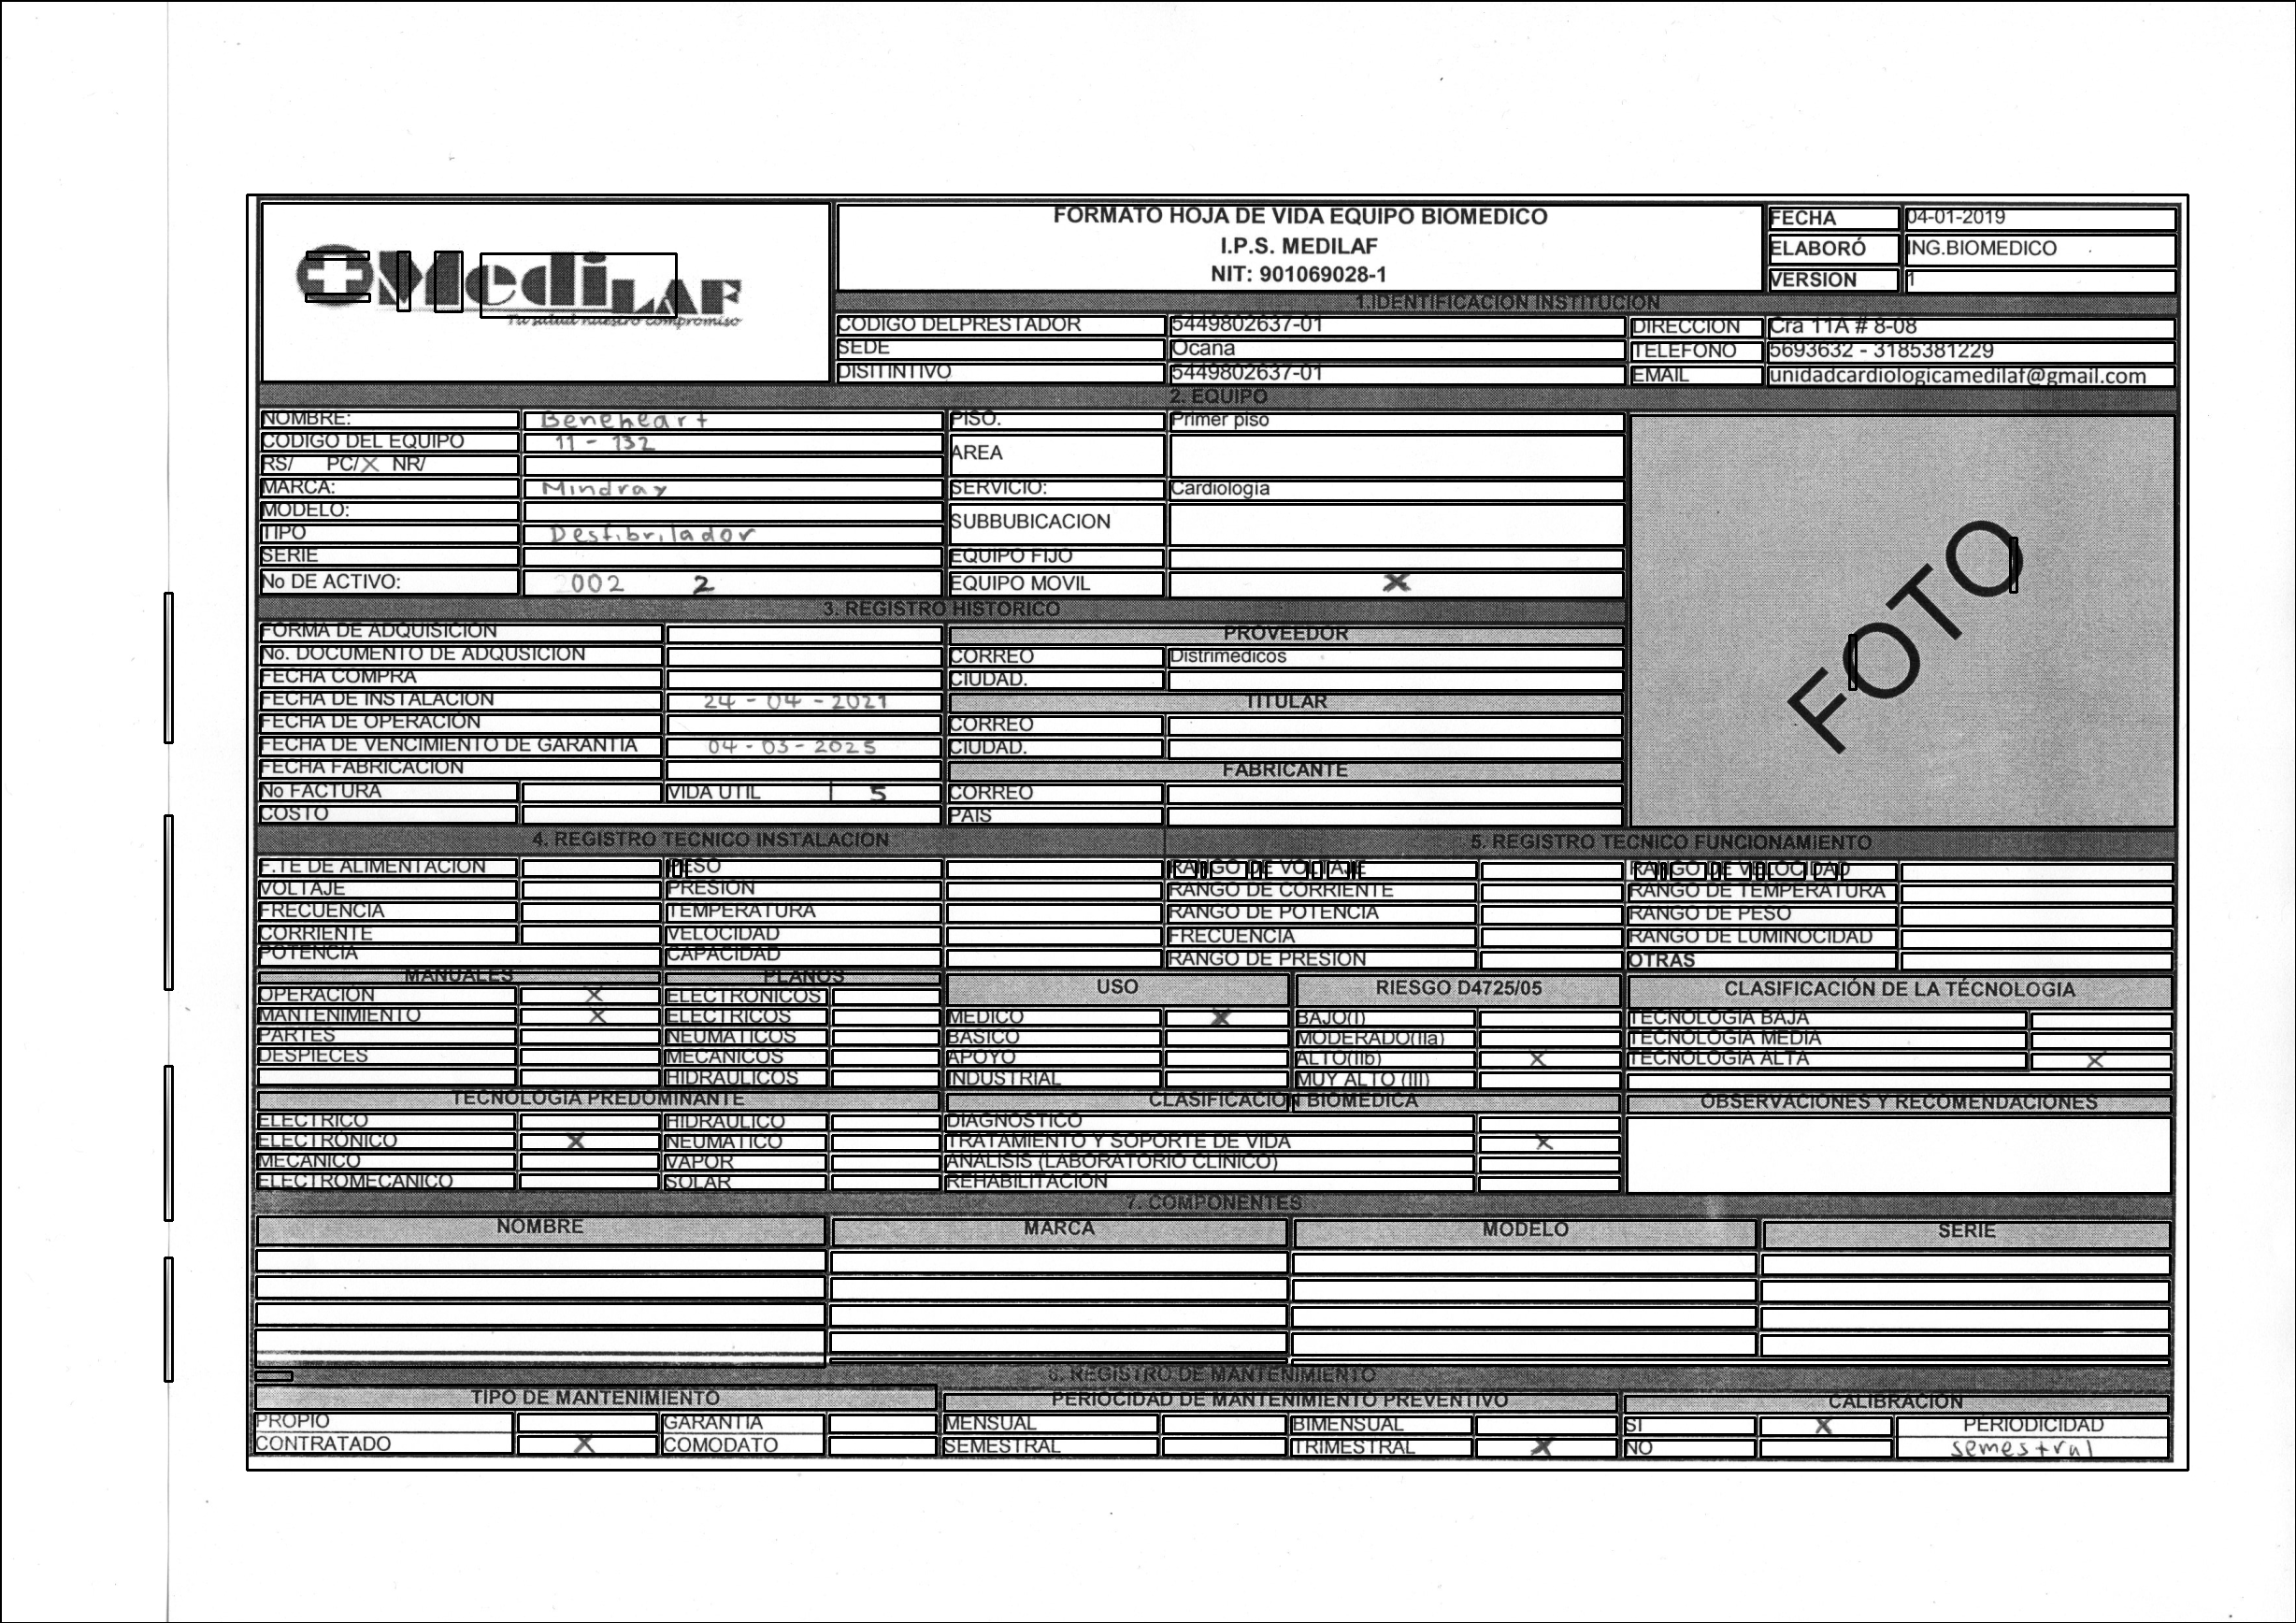 MediLAF
Tu salud nuestro compromiso
FORMATO HOJA DE VIDA EQUIPO BIOMEDICO
I.P.S. MEDILAF
NIT: 901069028-1
FECHA 04-01-2019
ELABORÓ ING.BIOMEDICO
VERSION 1
1.IDENTIFICACION INSTITUCION
CODIGO DELPRESTADOR 5449802637-01 DIRECCION Cra 11A # 8-08
SEDE Ocana TELEFONO 5693632 - 3185381229
DISITINTIVO 5449802637-01 EMAIL unidadcardiologicamedilaf@gmail.com
2. EQUIPO
NOMBRE: Beneheart PISO. Primer piso
CODIGO DEL EQUIPO 11 - 132 AREA
RS/ PC/X NR/
MARCA: Mindray SERVICIO: Cardiologia
MODELO: SUBBUBICACION
TIPO Desfibrilador
SERIE EQUIPO FIJO
No DE ACTIVO: 002 2 EQUIPO MOVIL X
FOTO
3. REGISTRO HISTORICO
FORMA DE ADQUISICION PROVEEDOR
No. DOCUMENTO DE ADQUSICION CORREO Distrimedicos
FECHA COMPRA CIUDAD.
FECHA DE INSTALACION 24 - 04 - 2021 TITULAR
FECHA DE OPERACIÓN CORREO
FECHA DE VENCIMIENTO DE GARANTIA 04 - 03 - 2025 CIUDAD.
FECHA FABRICACION FABRICANTE
No FACTURA VIDA UTIL 5 CORREO
COSTO PAIS
4. REGISTRO TECNICO INSTALACION 5. REGISTRO TECNICO FUNCIONAMIENTO
F.TE DE ALIMENTACION PESO RANGO DE VOLTAJE RANGO DE VELOCIDAD
VOLTAJE PRESION RANGO DE CORRIENTE RANGO DE TEMPERATURA
FRECUENCIA TEMPERATURA RANGO DE POTENCIA RANGO DE PESO
CORRIENTE VELOCIDAD FRECUENCIA RANGO DE LUMINOCIDAD
POTENCIA CAPACIDAD RANGO DE PRESION OTRAS
MANUALES PLANOS USO RIESGO D4725/05 CLASIFICACIÓN DE LA TÉCNOLOGIA
OPERACIÓN X ELECTRONICOS
MANTENIMIENTO X ELECTRICOS MEDICO X BAJO(I) TECNOLOGIA BAJA
PARTES NEUMATICOS BASICO MODERADO(IIa) TECNOLOGIA MEDIA
DESPIECES MECANICOS APOYO ALTO(IIb) X TECNOLOGIA ALTA X
HIDRAULICOS INDUSTRIAL MUY ALTO (III)
TECNOLOGIA PREDOMINANTE CLASIFICACION BIOMEDICA OBSERVACIONES Y RECOMENDACIONES
ELECTRICO HIDRAULICO DIAGNOSTICO
ELECTRÓNICO X NEUMATICO TRATAMIENTO Y SOPORTE DE VIDA X
MECANICO VAPOR ANALISIS (LABORATORIO CLINICO)
ELECTROMECANICO SOLAR REHABILITACION
7. COMPONENTES
NOMBRE MARCA MODELO SERIE
6. REGISTRO DE MANTENIMIENTO
TIPO DE MANTENIMIENTO PERIOCIDAD DE MANTENIMIENTO PREVENTIVO CALIBRACION
PROPIO GARANTIA MENSUAL BIMENSUAL SI X PERIODICIDAD
CONTRATADO X COMODATO SEMESTRAL TRIMESTRAL X NO semestral